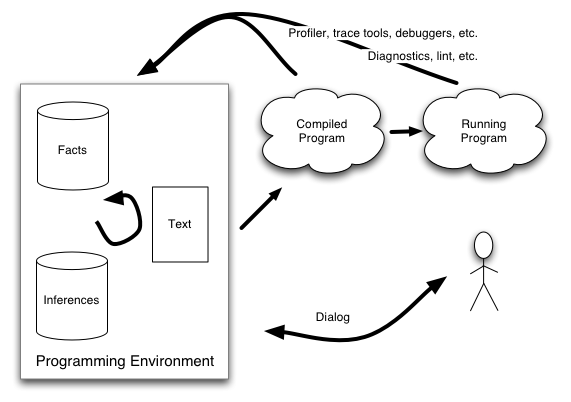 Profiler, trace tools, debuggers, etc.
Diagnostics, lint, etc.
Compiled
Program
Running
Program
Facts
Text
Inferences
Dialog
Programming Environment